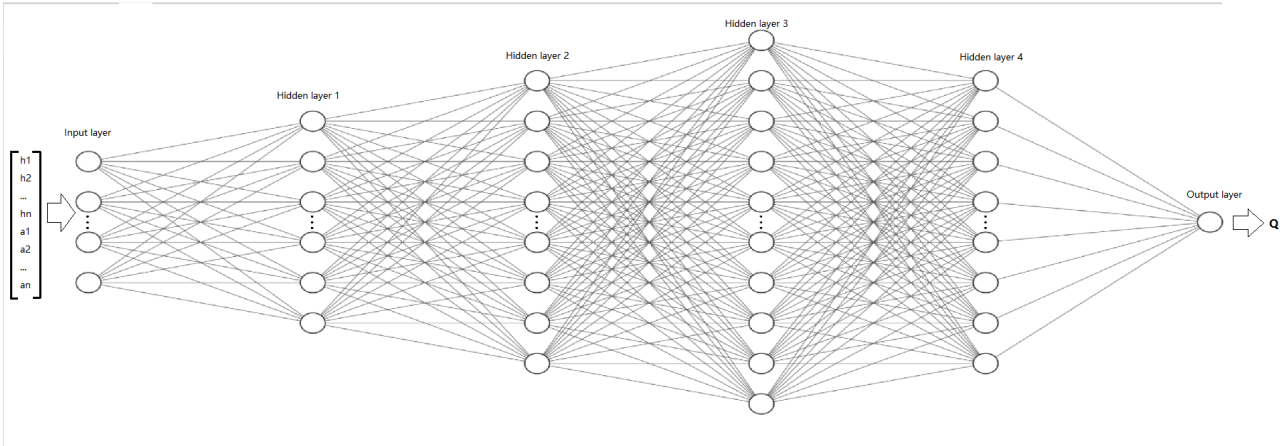 Hidden layer 3
Hidden layer 2
Hidden layer 4
Hidden layer 1
Input layer
h1
h2
...
hn
a1
a2
...
an
Output layer
Q